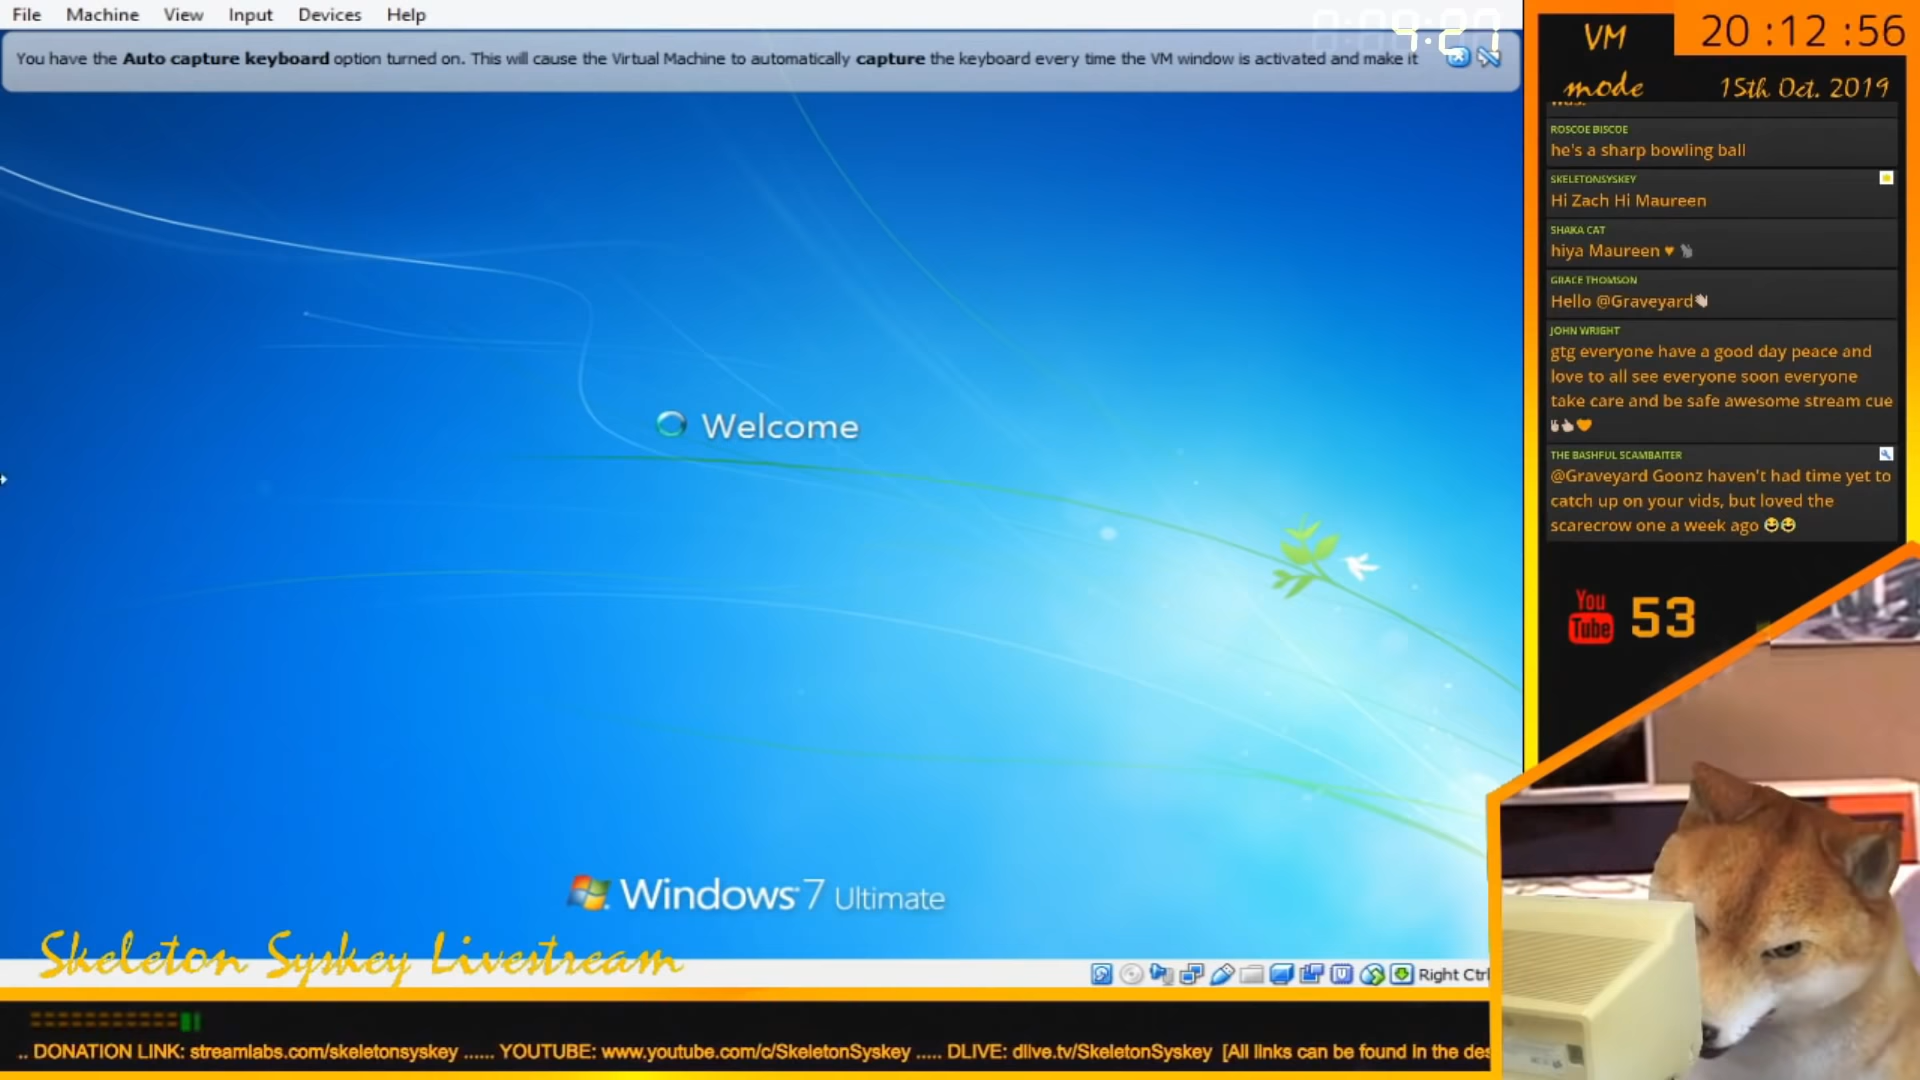 File Machine View Input Devices Help
You have the Auto capture keyboard option turned on. This will cause the Virtual Machine to automatically capture the keyboard every time the VM window is activated and make it
VM
mode
20 :12 :56
15th Oct. 2019
ROSCOE BISCOE
he's a sharp bowling ball
SKELETONSYSKEY
Hi Zach Hi Maureen
SHAKA CAT
hiya Maureen ♥
GRACE THOMSON
Hello @Graveyard👋
JOHN WRIGHT
gtg everyone have a good day peace and
love to all see everyone soon everyone
take care and be safe awesome stream cue
THE BASHFUL SCAMBAITER
@Graveyard Goonz haven't had time yet to
catch up on your vids, but loved the
scarecrow one a week ago 😂😂
You
Tube
53
Welcome
Windows 7 Ultimate
Skeleton Syskey Livestream
Right Ctrl
.. DONATION LINK: streamlabs.com/skeletonsyskey ...... YOUTUBE: www.youtube.com/c/SkeletonSyskey ..... DLIVE: dlive.tv/SkeletonSyskey [All links can be found in the des